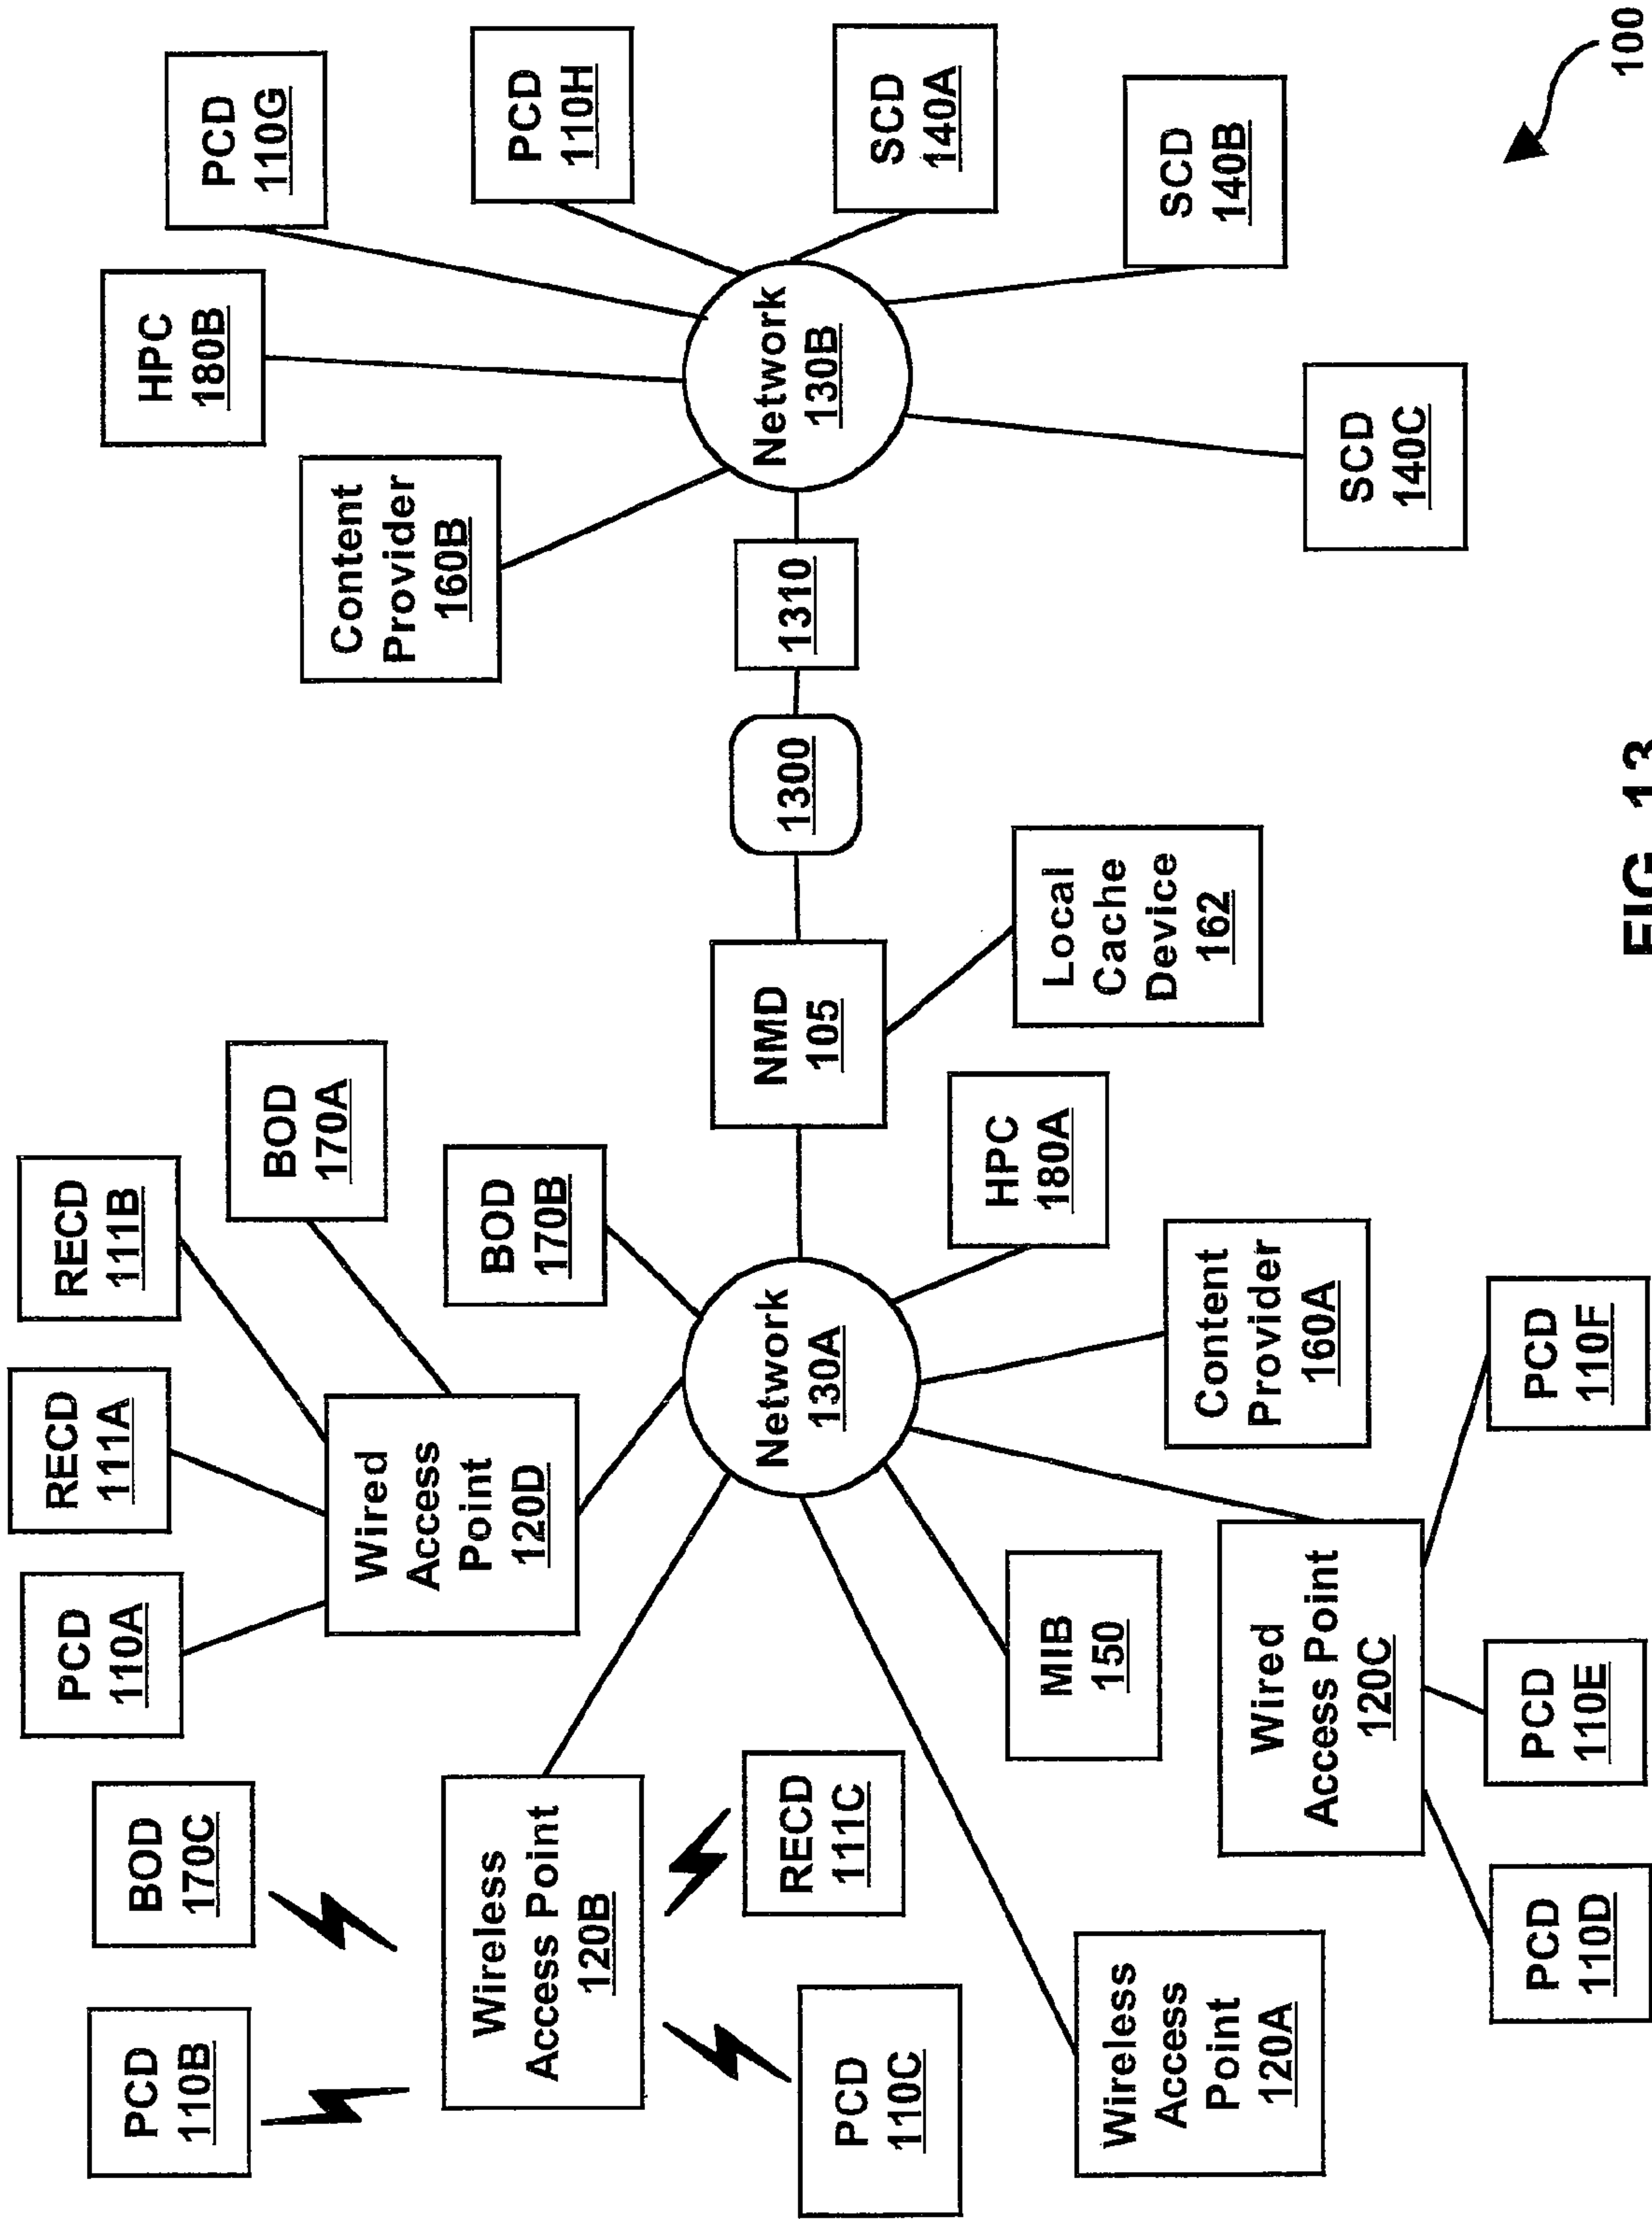 PCD
110B
BOD
170C
PCD
110A
RECD
111A
RECD
111B
BOD
170A
HPC
180B
PCD
110G
Wireless
Access Point
120B
Wired
Access
Point
120D
BOD
170B
Content
Provider
160B
PCD
110H
PCD
110C
RECD
111C
Network
130A
NMD
105
1300
1310
Network
130B
SCD
140A
Wireless
Access
Point
120A
MIB
150
HPC
180A
Local
Cache
Device
162
SCD
140B
Wired
Access Point
120C
Content
Provider
160A
SCD
140C
PCD
110D
PCD
110E
PCD
110F
100
FIG. 13